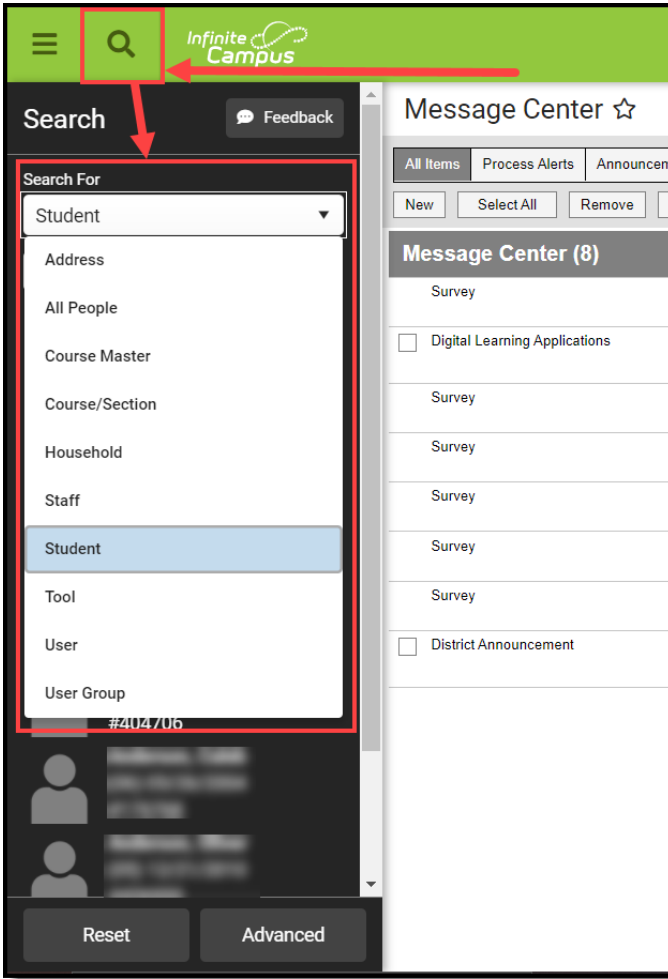 Infinite
Campus
Search
Feedback
Search For
Student
Address
All People
Course Master
Course/Section
Household
Staff
Student
Tool
User
User Group
#404706
Reset
Advanced
Message Center
All Items
Process Alerts
New
Select All
Remove
Message Center (8)
Survey
Digital Learning Applications
Survey
Survey
Survey
Survey
Survey
District Announcement